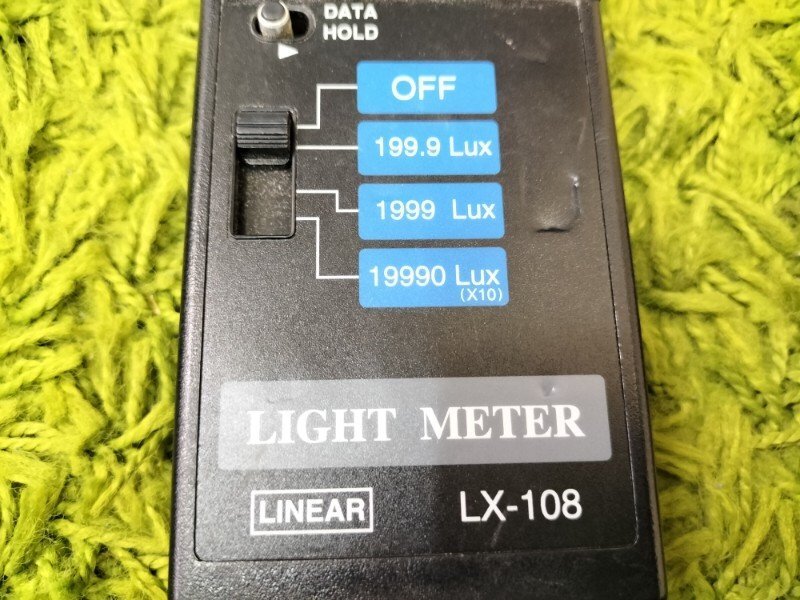 DATA
HOLD
OFF
199.9 Lux
1999 Lux
19990 Lux
(X10)
LIGHT METER
LINEAR
LX-108